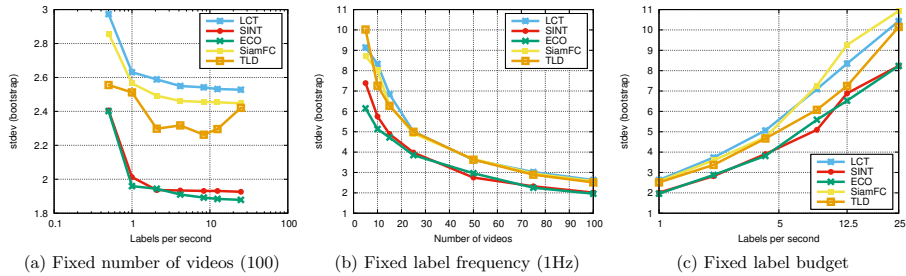 3
2.8
2.6
2.4
2.2
2
1.8
0.1
1
10
100
stdev (bootstrap)
Labels per second
LCT
SINT
ECO
SiamFC
TLD
(a) Fixed number of videos (100)
11
10
9
8
7
6
5
4
3
2
1
0
10
20
30
40
50
60
70
80
90
100
stdev (bootstrap)
Number of videos
LCT
SINT
ECO
SiamFC
TLD
(b) Fixed label frequency (1Hz)
11
10
9
8
7
6
5
4
3
2
1
1
5
12.5
25
stdev (bootstrap)
Labels per second
LCT
SINT
ECO
SiamFC
TLD
(c) Fixed label budget